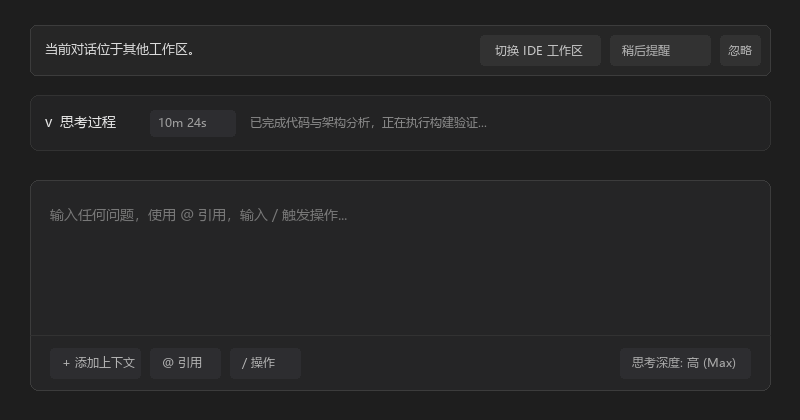 当前对话位于其他工作区。 切换 IDE 工作区 稍后提醒 忽略
v 思考过程 10m 24s 已完成代码与架构分析，正在执行构建验证...
输入任何问题，使用 @ 引用，输入 / 触发操作...
+ 添加上下文 @ 引用 / 操作 思考深度: 高 (Max)